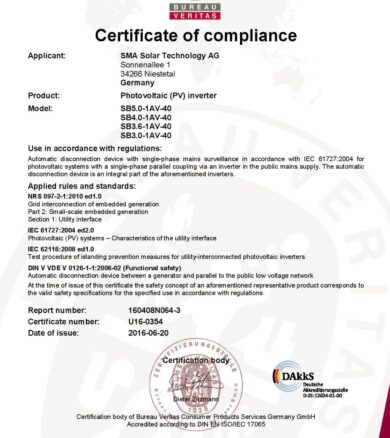 BUREAU
VERITAS
Certificate of compliance
Applicant:
SMA Solar Technology AG
Sonnenallee 1
34266 Niestetal
Germany
Product:
Photovoltaic (PV) inverter
Model:
SB5.0-1AV-40
SB4.0-1AV-40
SB3.6-1AV-40
SB3.0-1AV-40
Use in accordance with regulations:
Automatic disconnection device with single-phase mains surveillance in accordance with IEC 61727:2004 for
photovoltaic systems with a single-phase parallel coupling via an inverter in the public mains supply. The automatic
disconnection device is an integral part of the aforementioned inverters.
Applied rules and standards:
NRS 097-2-1:2010 ed1.0
Grid interconnection of embedded generation
Part 2: Small-scale embedded generation
Section 1: Utility interface
IEC 61727:2004 ed2.0
Photovoltaic (PV) systems – Characteristics of the utility interface
IEC 62116:2008 ed1.0
Test procedure of islanding prevention measures for utility-interconnected photovoltaic inverters
DIN V VDE V 0126-1-1:2006-02 (Functional safety)
Automatic disconnection device between a generator and parallel to the public low voltage network
At the time of issue of this certificate the safety concept of an aforementioned representative product corresponds to
the valid safety specifications for the specified use in accordance with regulations.
Report number:
160408N064-3
Certificate number:
U16-0354
Date of issue:
2016-06-20
ZERTIFIZIERUNGSSTELLE
Certification body
1828
Dieter Zitzmann
DAkkS
Deutsche
Akkreditierungsstelle
D-ZE-12024-01-00
Certification body of Bureau Veritas Consumer Products Services Germany GmbH
Accredited according to DIN EN ISO/IEC 17065